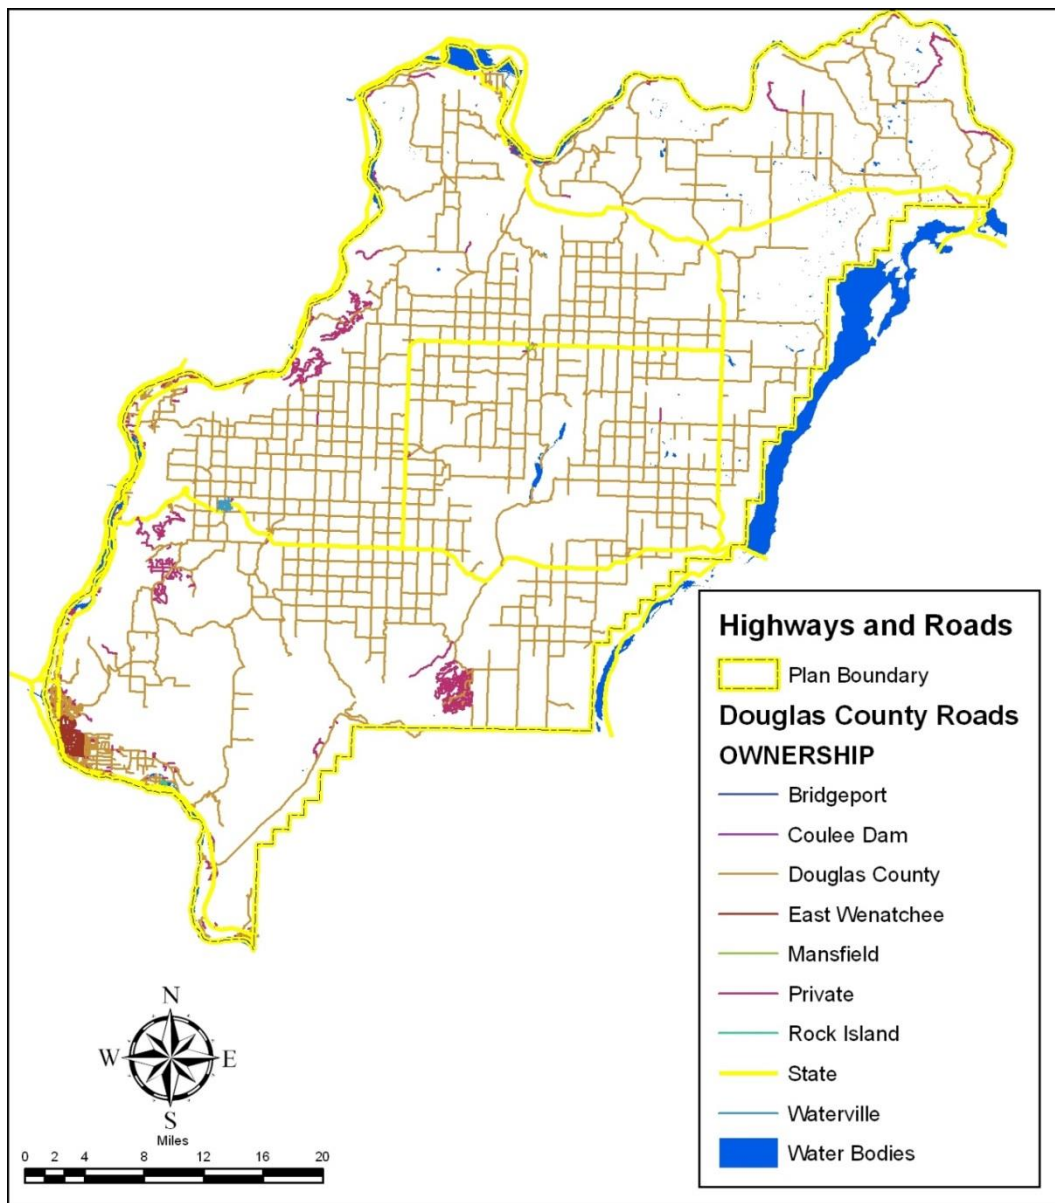 Highways and Roads
Plan Boundary
Douglas County Roads
OWNERSHIP
Bridgeport
Coulee Dam
Douglas County
East Wenatchee
Mansfield
Private
Rock Island
State
Waterville
Water Bodies
N
W E
S
Miles
0 2 4 8 12 16 20